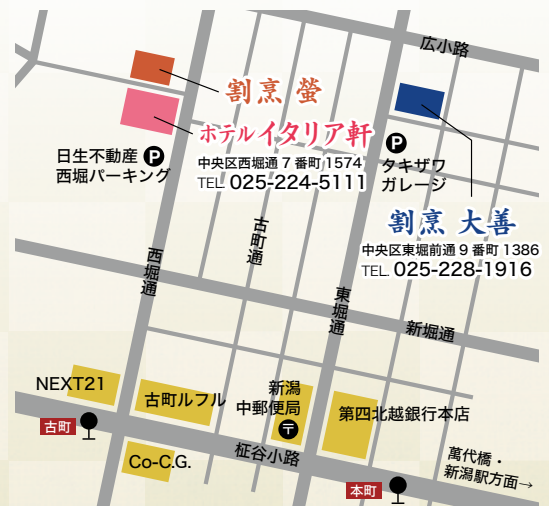 広小路
割烹 螢
ホテルイタリア軒
中央区西堀通7番町1574
TEL. 025-224-5111
日生不動産 P
西堀パーキング
P
タキザワ
ガレージ
割烹 大善
中央区東堀前通9番町1386
TEL. 025-228-1916
古町通
西堀通
東堀通
新堀通
NEXT21
古町ルフル
新潟
中郵便局
〒
第四北越銀行本店
古町
Co-C.G.
柾谷小路
本町
萬代橋・
新潟駅方面→